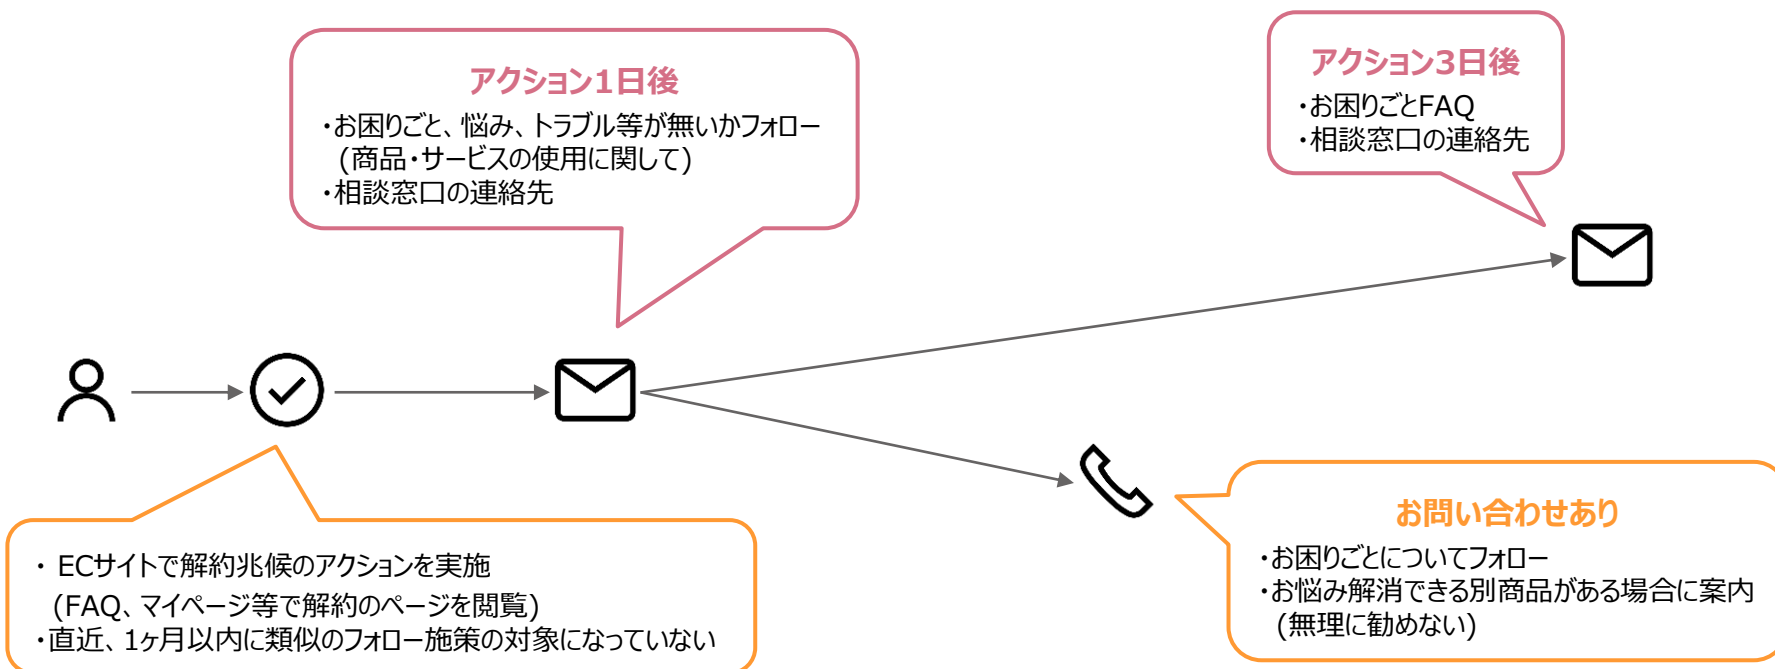 アクション1日後
・お困りごと、悩み、トラブル等が無いかフォロー
(商品・サービスの使用に関して)
・相談窓口の連絡先
アクション3日後
・お困りごとFAQ
・相談窓口の連絡先
・ ECサイトで解約兆候のアクションを実施
(FAQ、マイページ等で解約のページを閲覧)
・直近、1ヶ月以内に類似のフォロー施策の対象になっていない
お問い合わせあり
・お困りごとについてフォロー
・お悩み解消できる別商品がある場合に案内
(無理に勧めない)